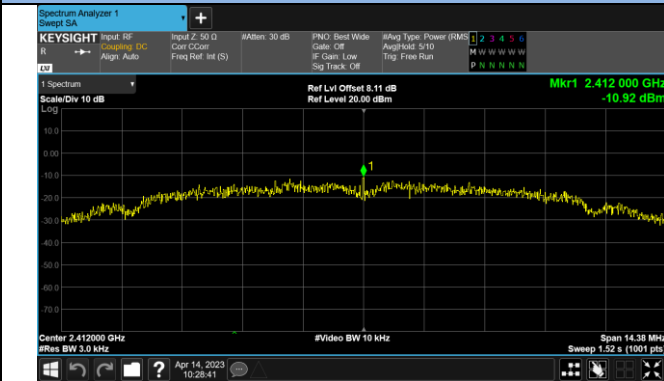 Spectrum Analyzer 1
Swept SA
+
KEYSIGHT Input: RF Input Z: 50 Ω #Atten: 30 dB PNO: Best Wide #Avg Type: Power (RMS 1 2 3 4 5 6
R Coupling: DC Corr CCorr Gate: Off Avg|Hold: 5/10 M W W W W W
Align: Auto Freq Ref: Int (S) IF Gain: Low Trig: Free Run
Sig Track: Off P N N N N N
LXI
1 Spectrum Ref Lvl Offset 8.11 dB Mkr1 2.412 000 GHz
Scale/Div 10 dB Ref Level 20.00 dBm -10.92 dBm
Log
10.0
0.00
1
-10.0
-20.0
-30.0
-40.0
-50.0
-60.0
-70.0
Center 2.412000 GHz #Video BW 10 kHz Span 14.38 MHz
#Res BW 3.0 kHz Sweep 1.52 s (1001 pts)
? Apr 14, 2023
10:28:41